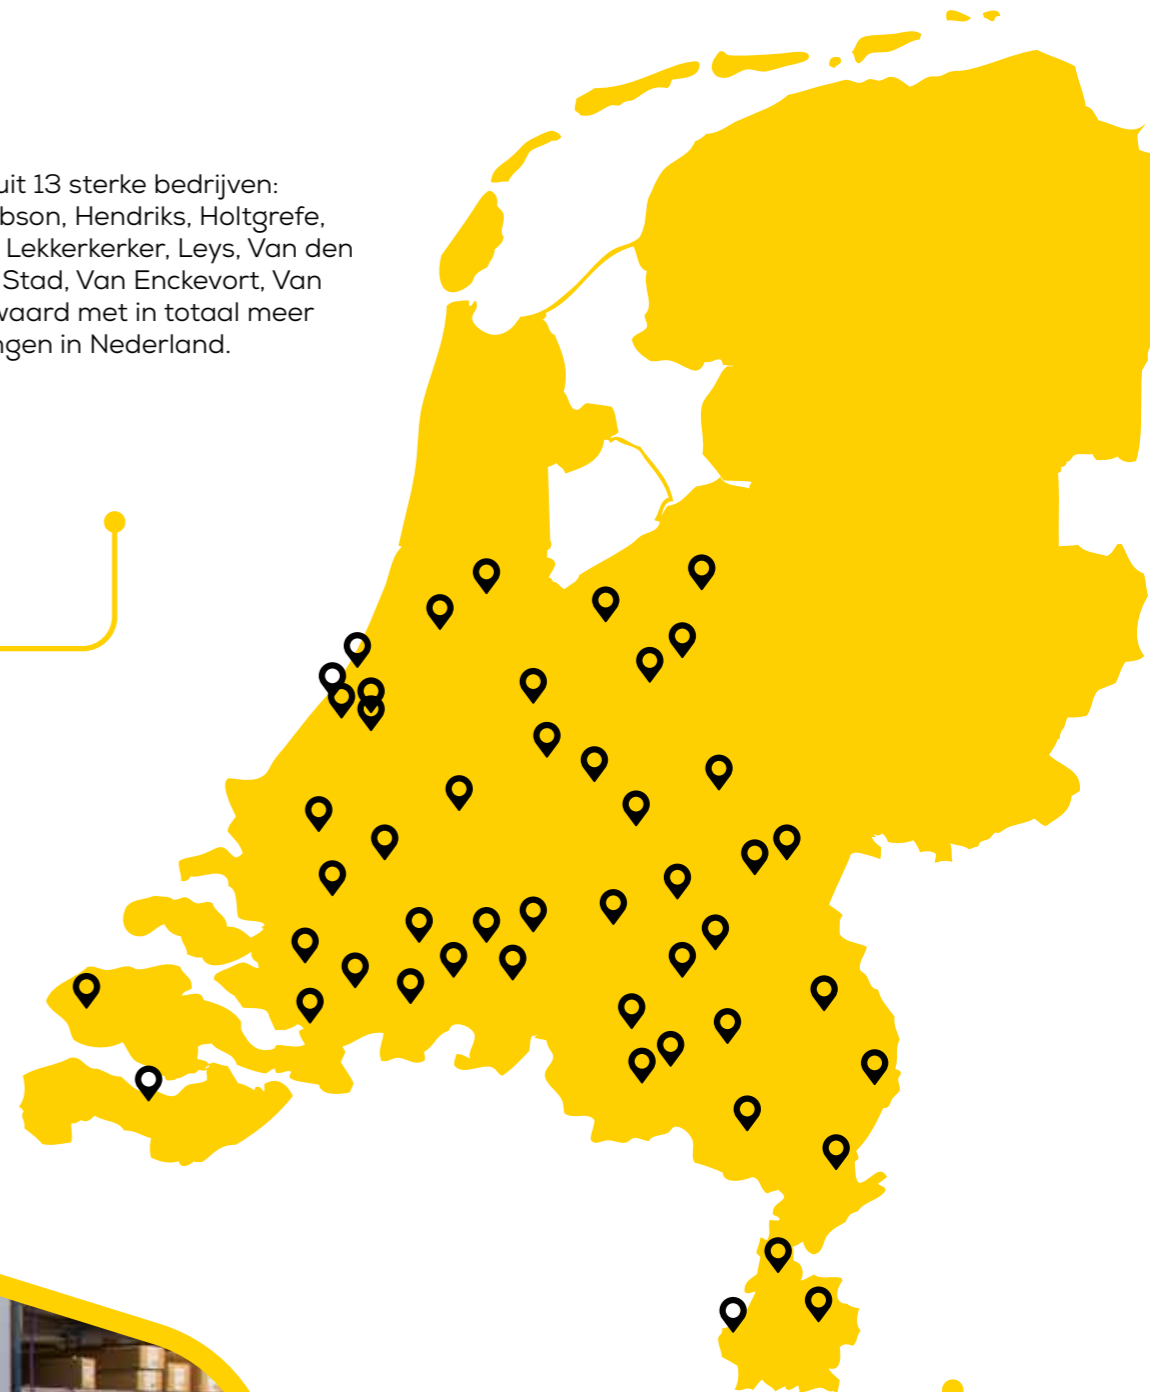 uit 13 sterke bedrijven:
bson, Hendriks, Holtgrefe,
Lekkerkerker, Leys, Van den
Stad, Van Enckevort, Van
waard met in totaal meer
ngen in Nederland.